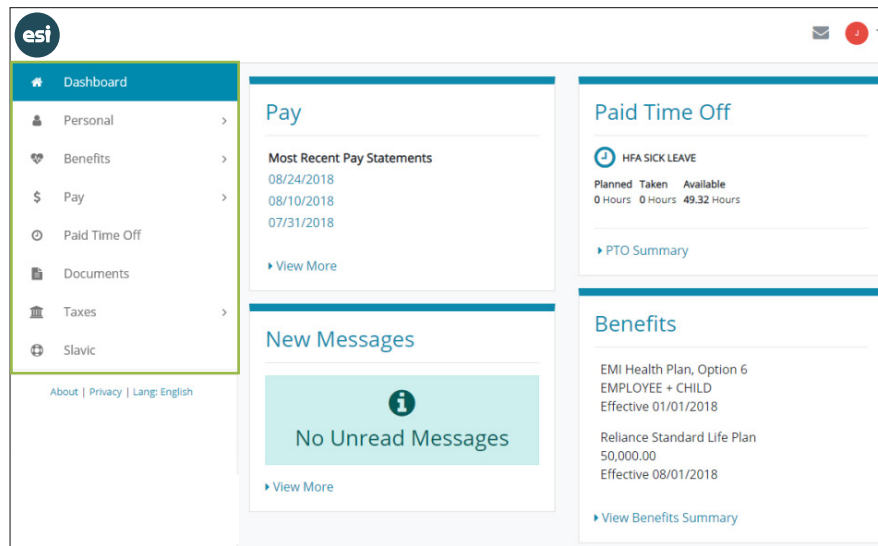 esi
J
Dashboard
Personal
Benefits
Pay
Paid Time Off
Documents
Taxes
Slavic
About | Privacy | Lang: English
Pay
Most Recent Pay Statements
08/24/2018
08/10/2018
07/31/2018
View More
New Messages
No Unread Messages
View More
Paid Time Off
HFA SICK LEAVE
Planned Taken Available
0 Hours 0 Hours 49.32 Hours
PTO Summary
Benefits
EMI Health Plan, Option 6
EMPLOYEE + CHILD
Effective 01/01/2018
Reliance Standard Life Plan
50,000.00
Effective 08/01/2018
View Benefits Summary